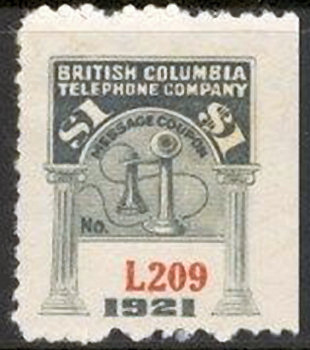 BRITISH COLUMBIA
TELEPHONE COMPANY
$1 $1
MESSAGE COUPON
No.
L209
1921